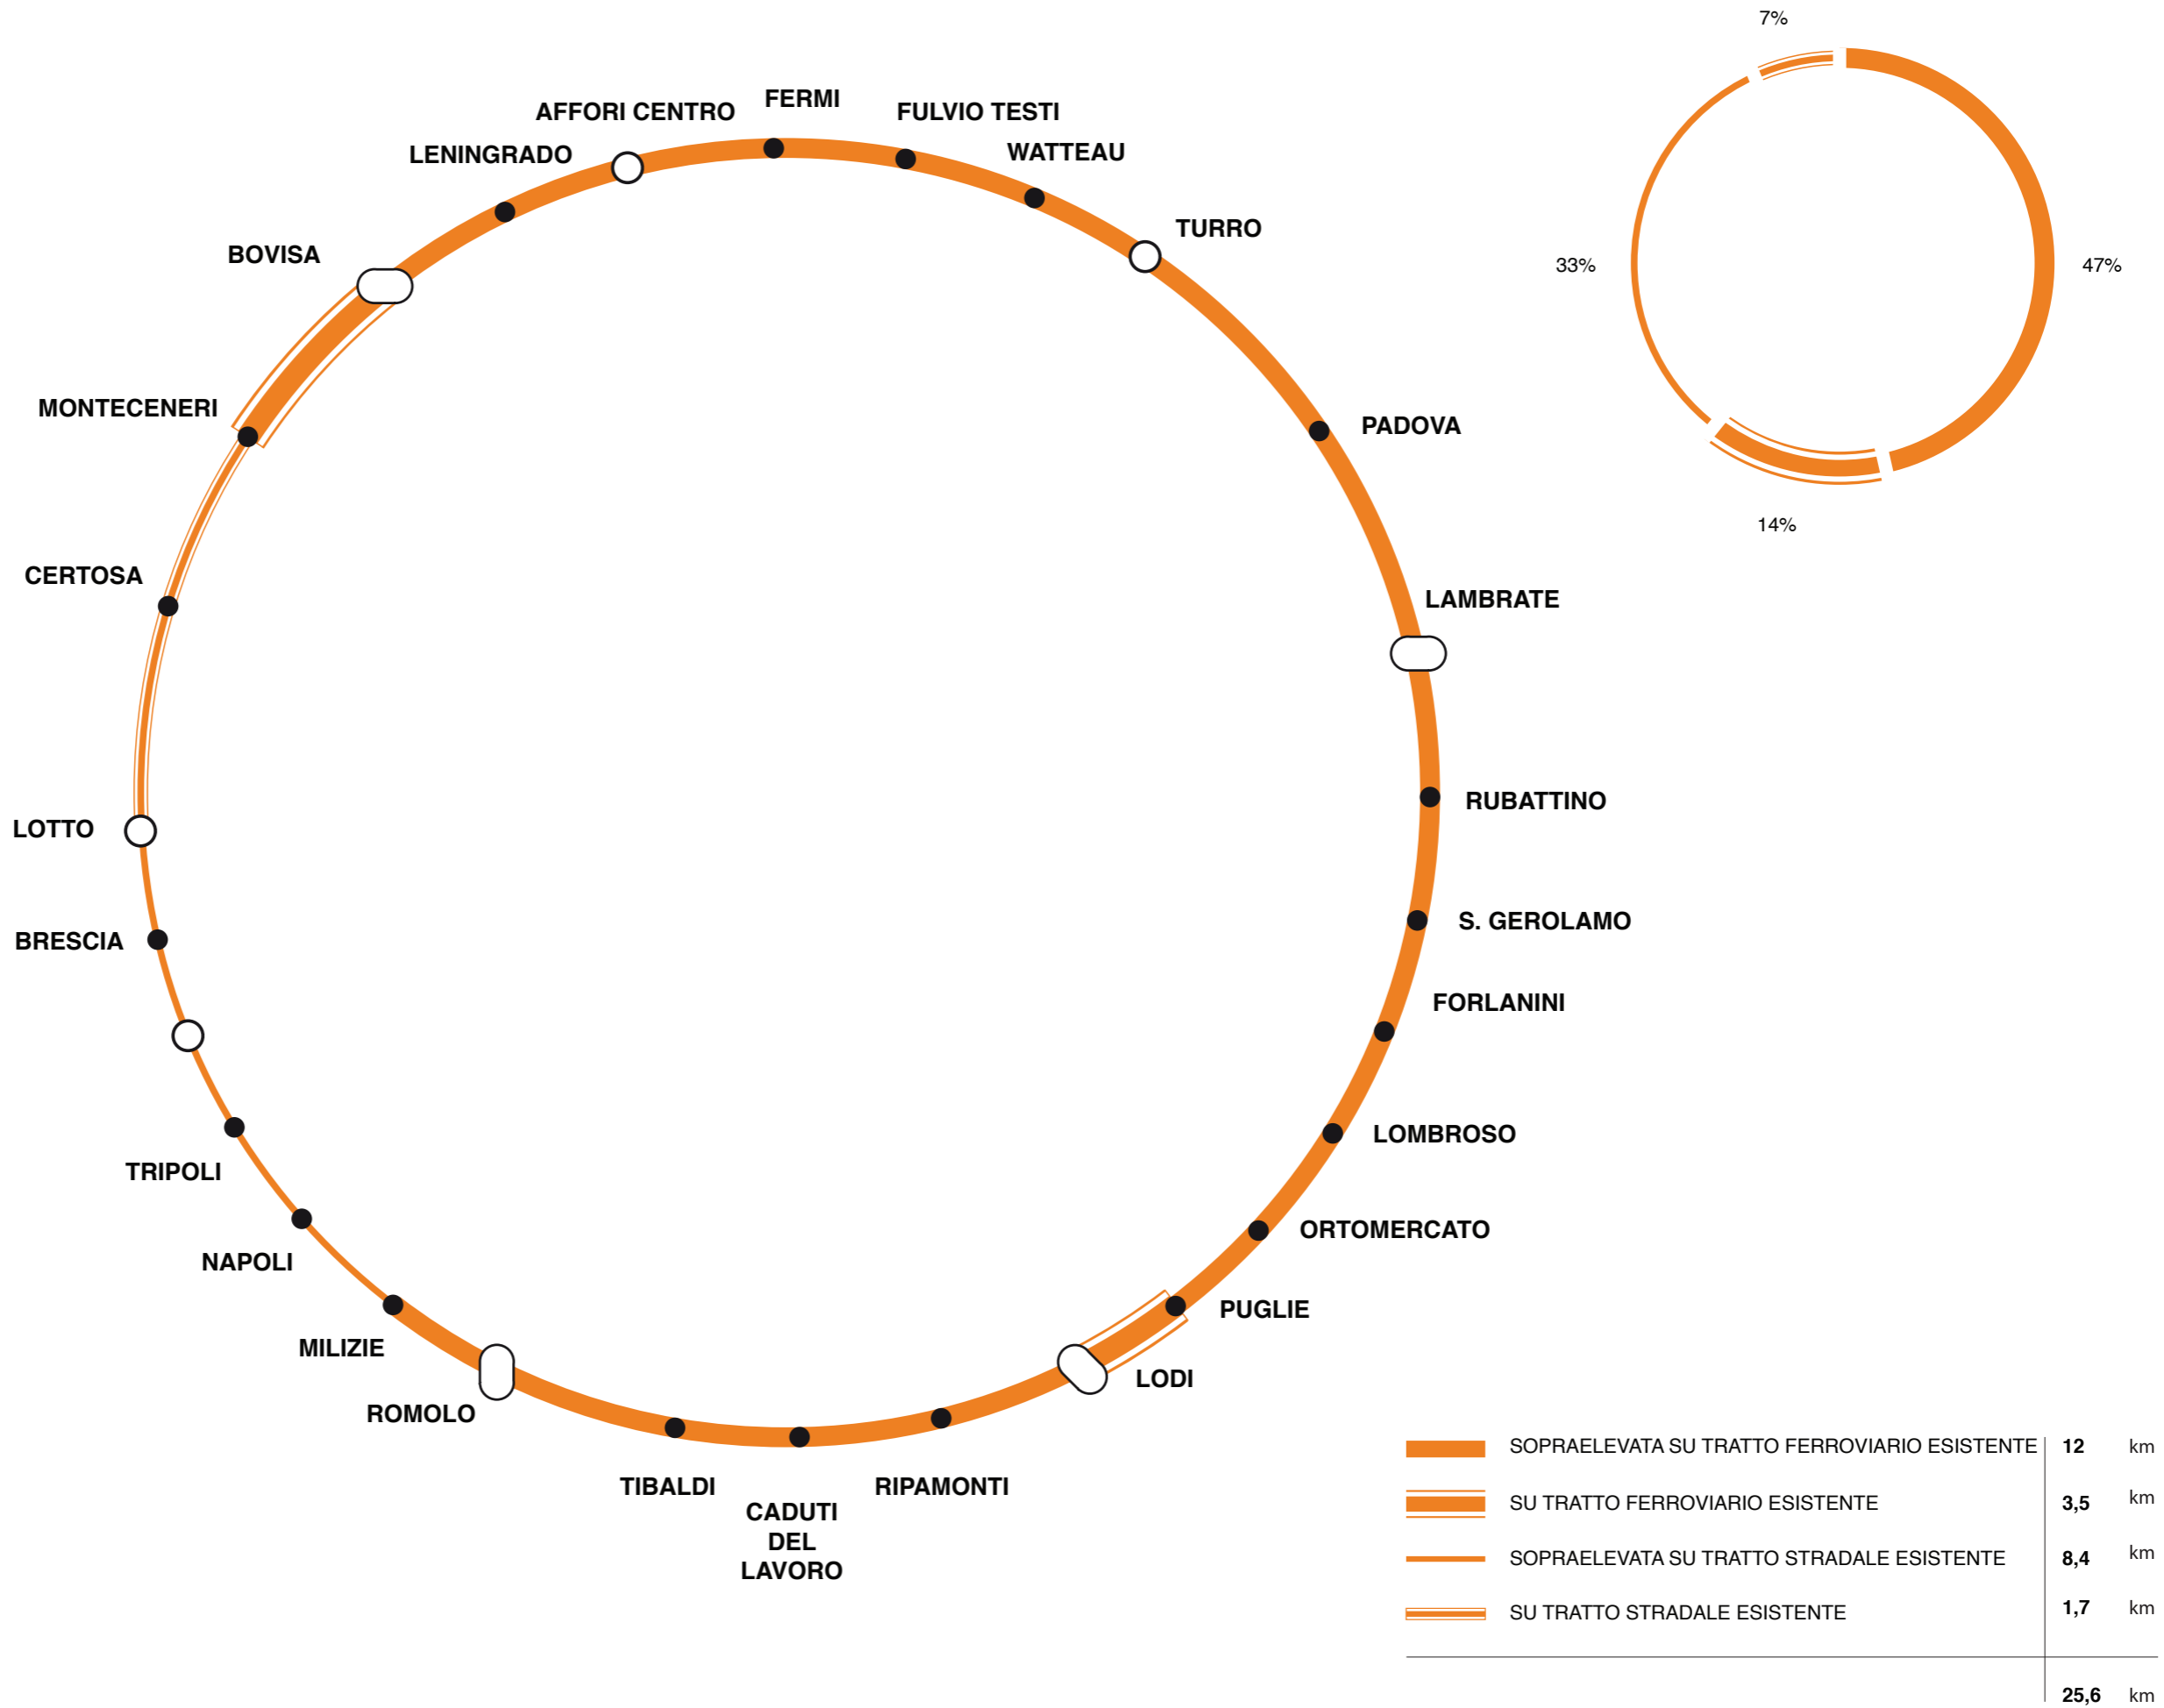 7%
AFFORI CENTRO
FERMI
FULVIO TESTI
LENINGRADO
WATTEAU
TURRO
BOVISA
33%
47%
MONTECENERI
PADOVA
14%
CERTOSA
LAMBRATE
RUBATTINO
LOTTO
S. GEROLAMO
BRESCIA
FORLANINI
LOMBROSO
TRIPOLI
ORTOMERCATO
NAPOLI
PUGLIE
MILIZIE
LODI
ROMOLO
TIBALDI
CADUTI
DEL
LAVORO
RIPAMONTI
SOPRAELEVATA SU TRATTO FERROVIARIO ESISTENTE 12 km
SU TRATTO FERROVIARIO ESISTENTE 3,5 km
SOPRAELEVATA SU TRATTO STRADALE ESISTENTE 8,4 km
SU TRATTO STRADALE ESISTENTE 1,7 km
25,6 km